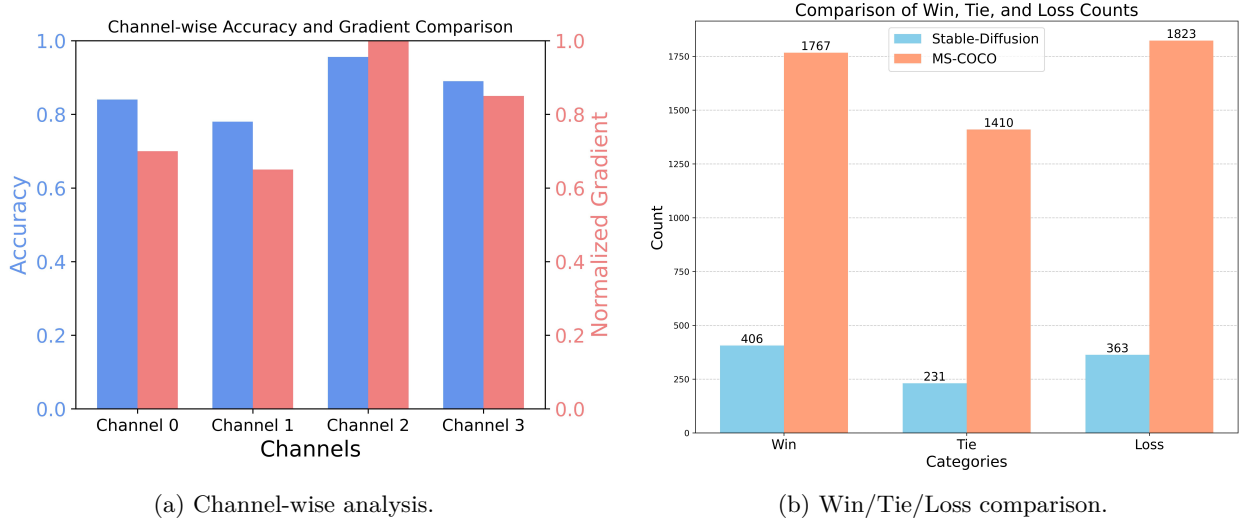 Channel-wise Accuracy and Gradient Comparison
1.0
0.8
0.6
0.4
0.2
0.0
Accuracy
1.0
0.8
0.6
0.4
0.2
0.0
Normalized Gradient
Channel 0 Channel 1 Channel 2 Channel 3
Channels
(a) Channel-wise analysis.
Comparison of Win, Tie, and Loss Counts
Stable-Diffusion
MS-COCO
1750
1500
1250
1000
750
500
250
0
Count
406
1767
231
1410
363
1823
Win Tie Loss
Categories
(b) Win/Tie/Loss comparison.